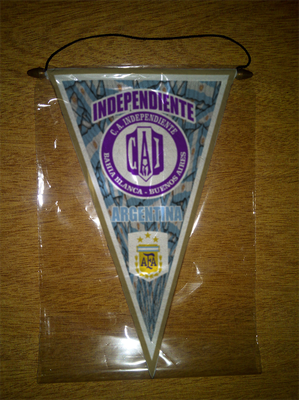 INDEPENDIENTE
C. A. INDEPENDIENTE
CAI
BAHIA BLANCA - BUENOS AIRES
ARGENTINA
AFA